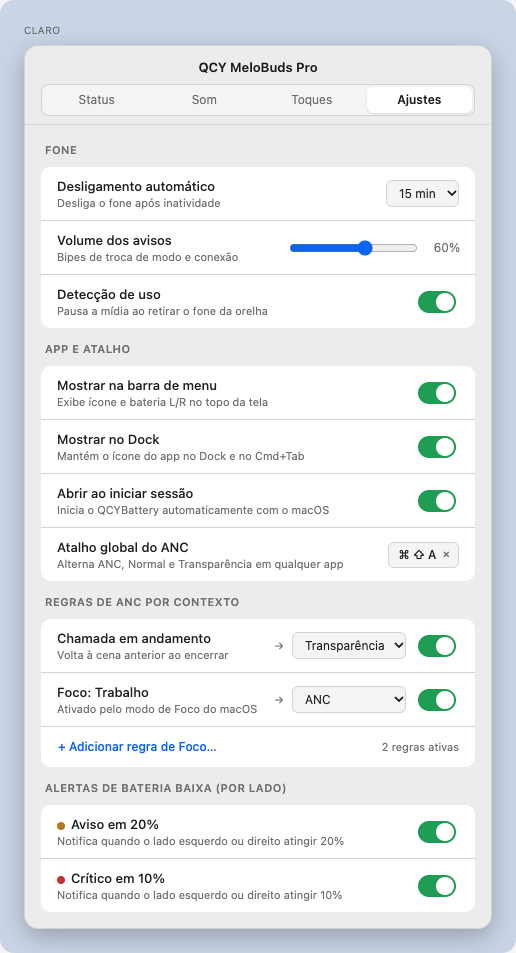 CLARO
QCY MeloBuds Pro
Status Som Toques Ajustes
FONE
Desligamento automático
Desliga o fone após inatividade
15 min
Volume dos avisos
Bipes de troca de modo e conexão
60%
Detecção de uso
Pausa a mídia ao retirar o fone da orelha
APP E ATALHO
Mostrar na barra de menu
Exibe ícone e bateria L/R no topo da tela
Mostrar no Dock
Mantém o ícone do app no Dock e no Cmd+Tab
Abrir ao iniciar sessão
Inicia o QCYBattery automaticamente com o macOS
Atalho global do ANC
Alterna ANC, Normal e Transparência em qualquer app
⌘ ⇧ A ×
REGRAS DE ANC POR CONTEXTO
Chamada em andamento
Volta à cena anterior ao encerrar
→ Transparência
Foco: Trabalho
Ativado pelo modo de Foco do macOS
→ ANC
+ Adicionar regra de Foco...
2 regras ativas
ALERTAS DE BATERIA BAIXA (POR LADO)
Aviso em 20%
Notifica quando o lado esquerdo ou direito atingir 20%
Crítico em 10%
Notifica quando o lado esquerdo ou direito atingir 10%